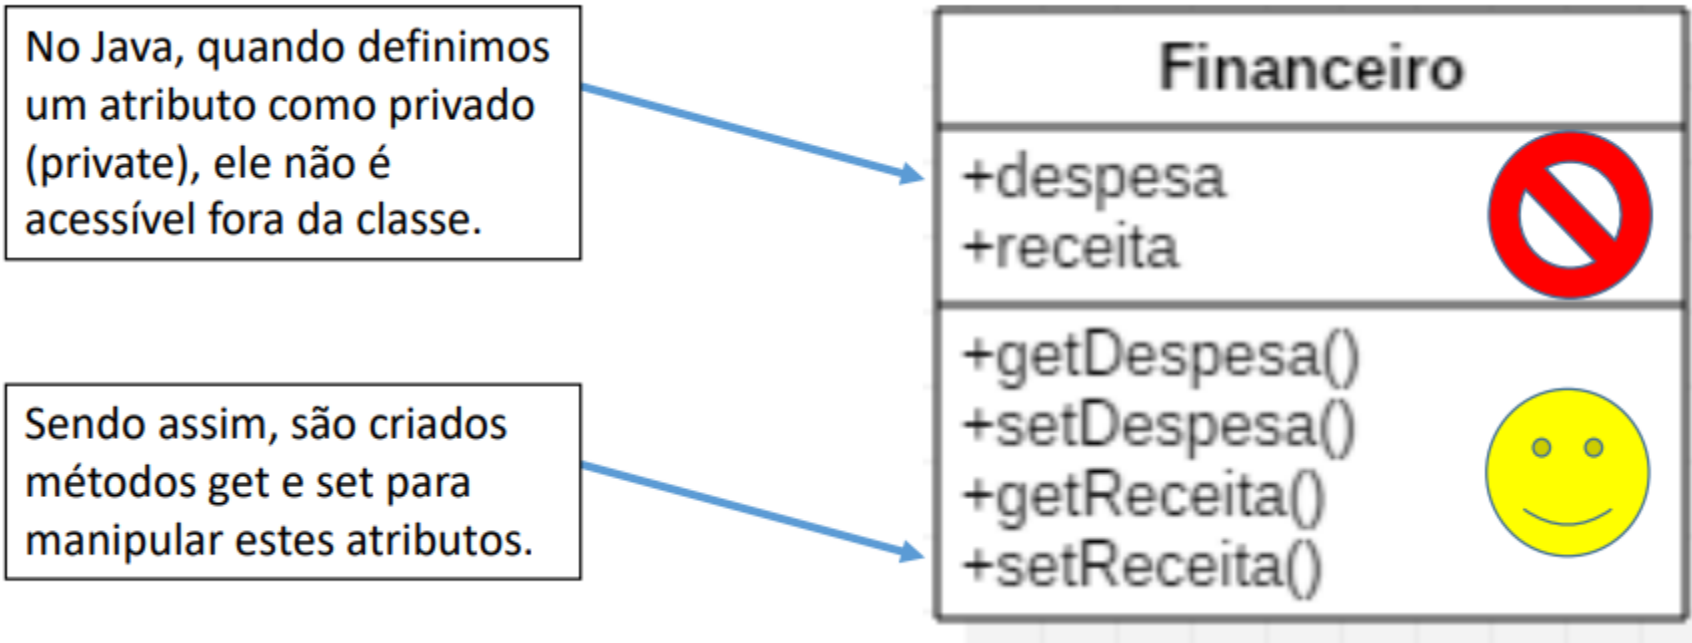 No Java, quando definimos
um atributo como privado
(private), ele não é
acessível fora da classe.
Sendo assim, são criados
métodos get e set para
manipular estes atributos.
Financeiro
+despesa
+receita
+getDespesa()
+setDespesa()
+getReceita()
+setReceita()